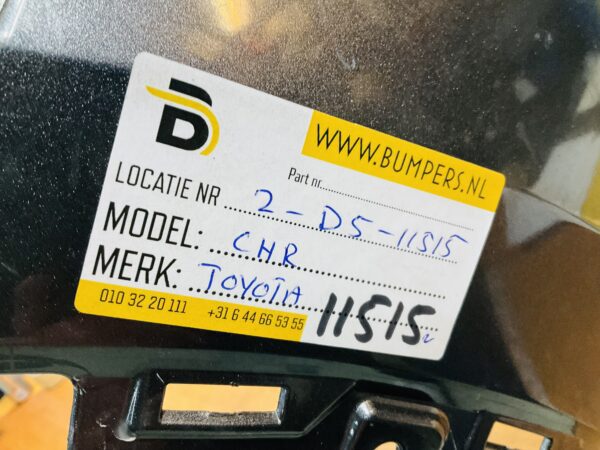 B
WWW.BUMPERS.NL
Part nr.
LOCATIE NR 2-D5-11515
MODEL: CHR
MERK: TOYOTA
010 32 20 111 +31 6 44 66 53 55 11515